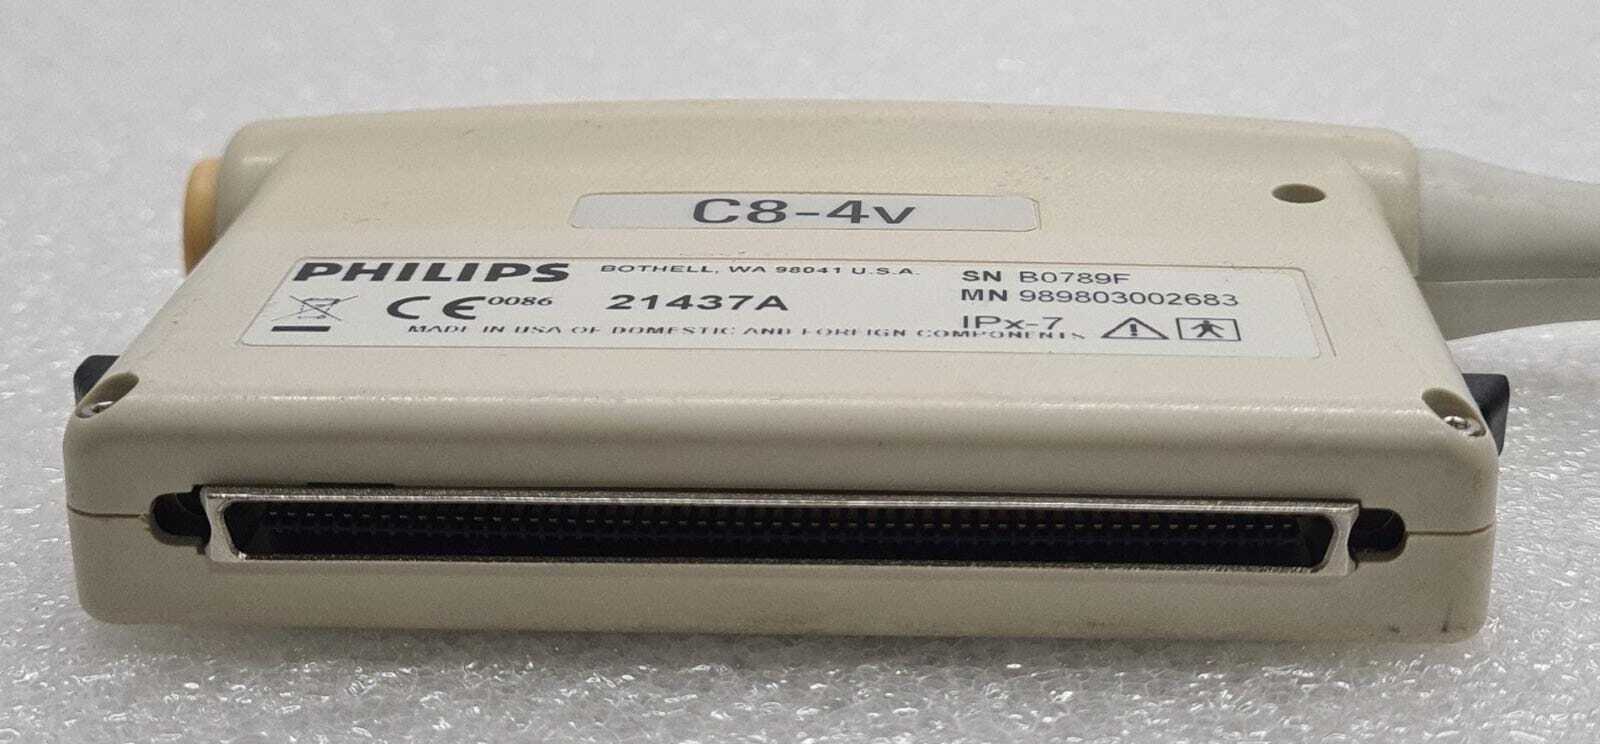 C8-4v
PHILIPS BOTHELL, WA 98041 U.S.A. SN B0789F
CE 0086 21437A MN 989803002683
IPx-7
MADE IN USA OF DOMESTIC AND FOREIGN COMPONENTS